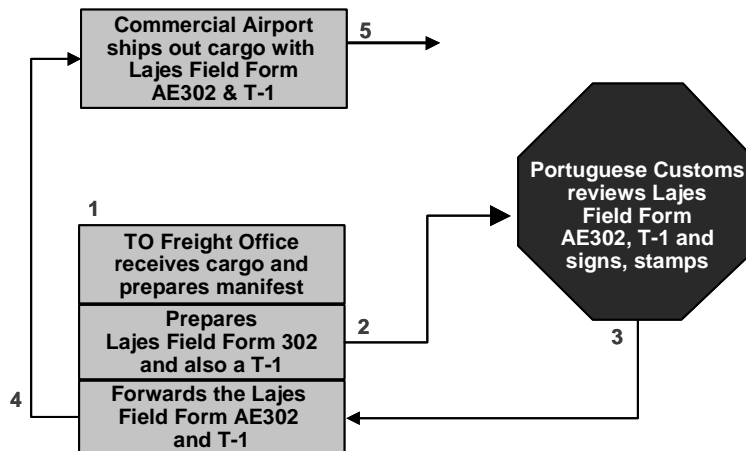 Commercial Airport
ships out cargo with
Lajes Field Form
AE302 & T-1
5
Portuguese Customs
reviews Lajes
Field Form
AE302, T-1 and
signs, stamps
1
TO Freight Office
receives cargo and
prepares manifest
Prepares
Lajes Field Form 302
and also a T-1
2
3
Forwards the Lajes
Field Form AE302
and T-1
4